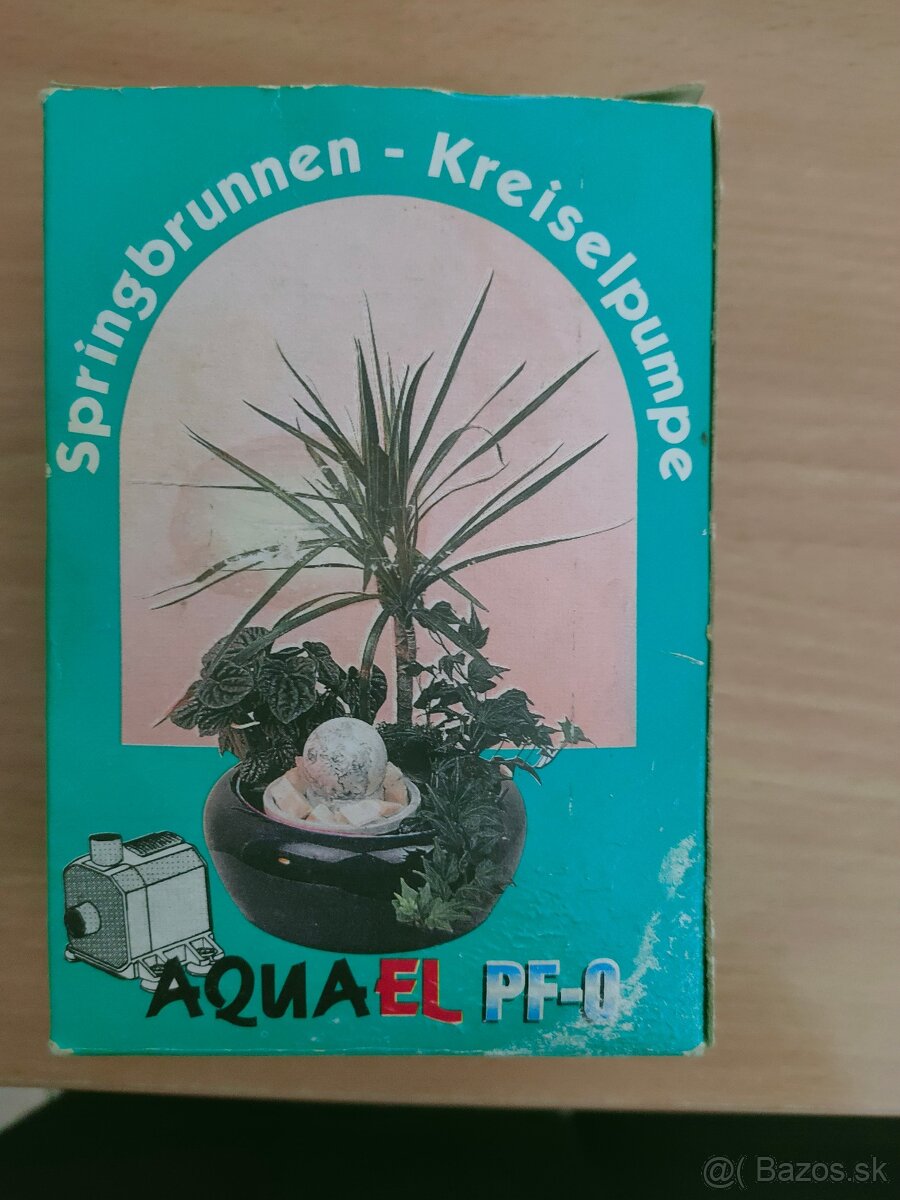 Springbrunnen - Kreiselpumpe
AQUAEL PF-0
@( Bazos.sk